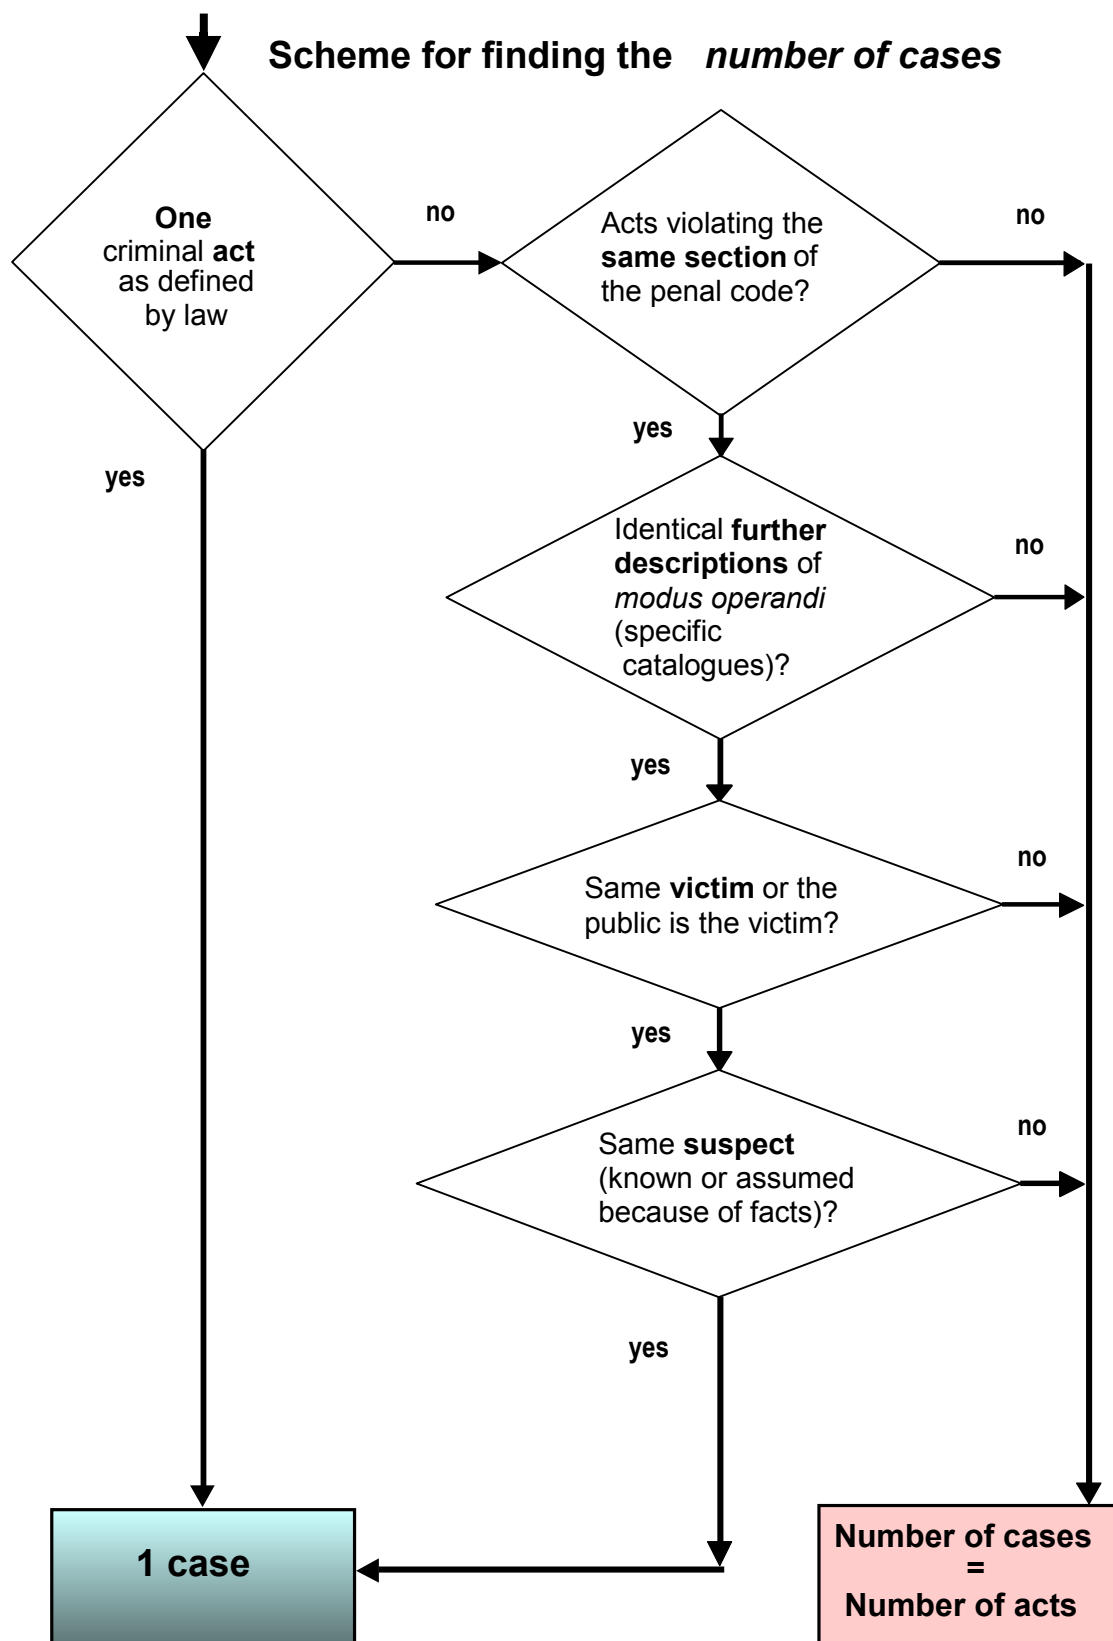 Scheme for finding the number of cases
One
criminal act
as defined
by law
no
Acts violating the
same section of
the penal code?
no
yes
yes
Identical further
descriptions of
modus operandi
(specific
catalogues)?
no
yes
Same victim or the
public is the victim?
no
yes
Same suspect
(known or assumed
because of facts)?
no
yes
1 case
Number of cases
=
Number of acts